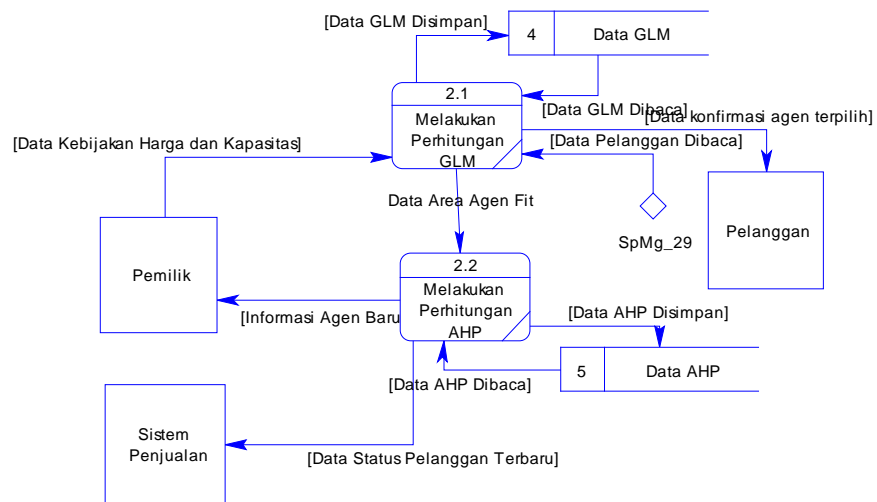 [Data GLM Disimpan]
4 Data GLM
2.1
[Data GLM Dibaca]
[Data konfirmasi agen terpilih]
Melakukan
Perhitungan
GLM
[Data Kebijakan Harga dan Kapasitas]
[Data Pelanggan Dibaca]
Data Area Agen Fit
SpMg_29
Pelanggan
2.2
Pemilik
Melakukan
Perhitungan
AHP
[Informasi Agen Baru
[Data AHP Disimpan]
5 Data AHP
[Data AHP Dibaca]
Sistem
Penjualan
[Data Status Pelanggan Terbaru]